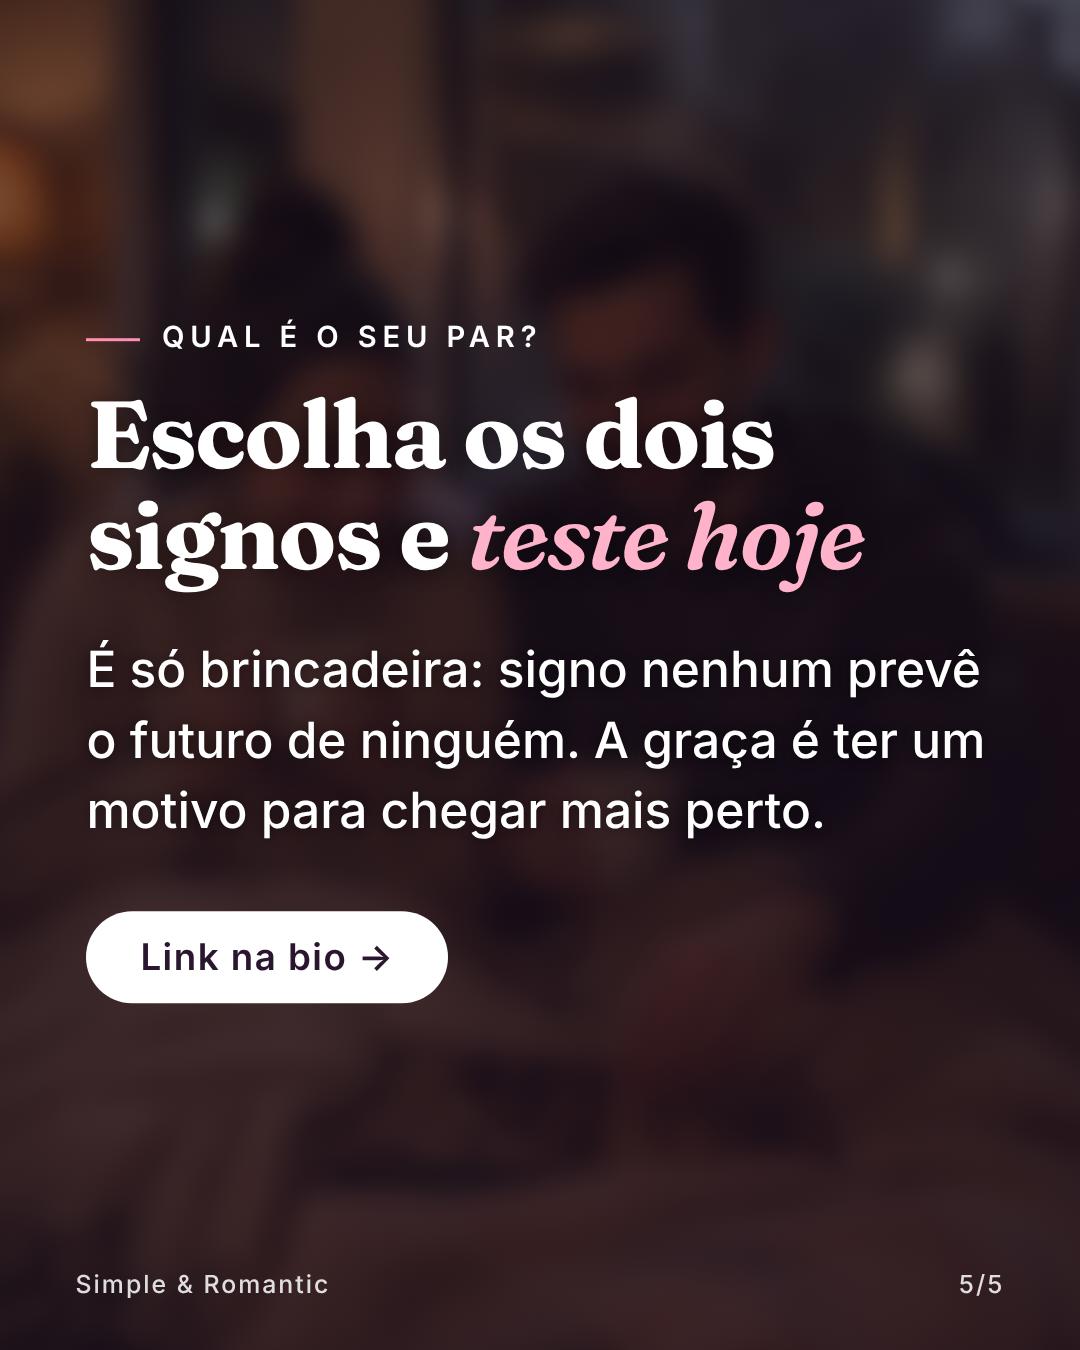 QUAL É O SEU PAR?
Escolha os dois
signos e teste hoje
É só brincadeira: signo nenhum prevê
o futuro de ninguém. A graça é ter um
motivo para chegar mais perto.
Link na bio →
Simple & Romantic
5/5